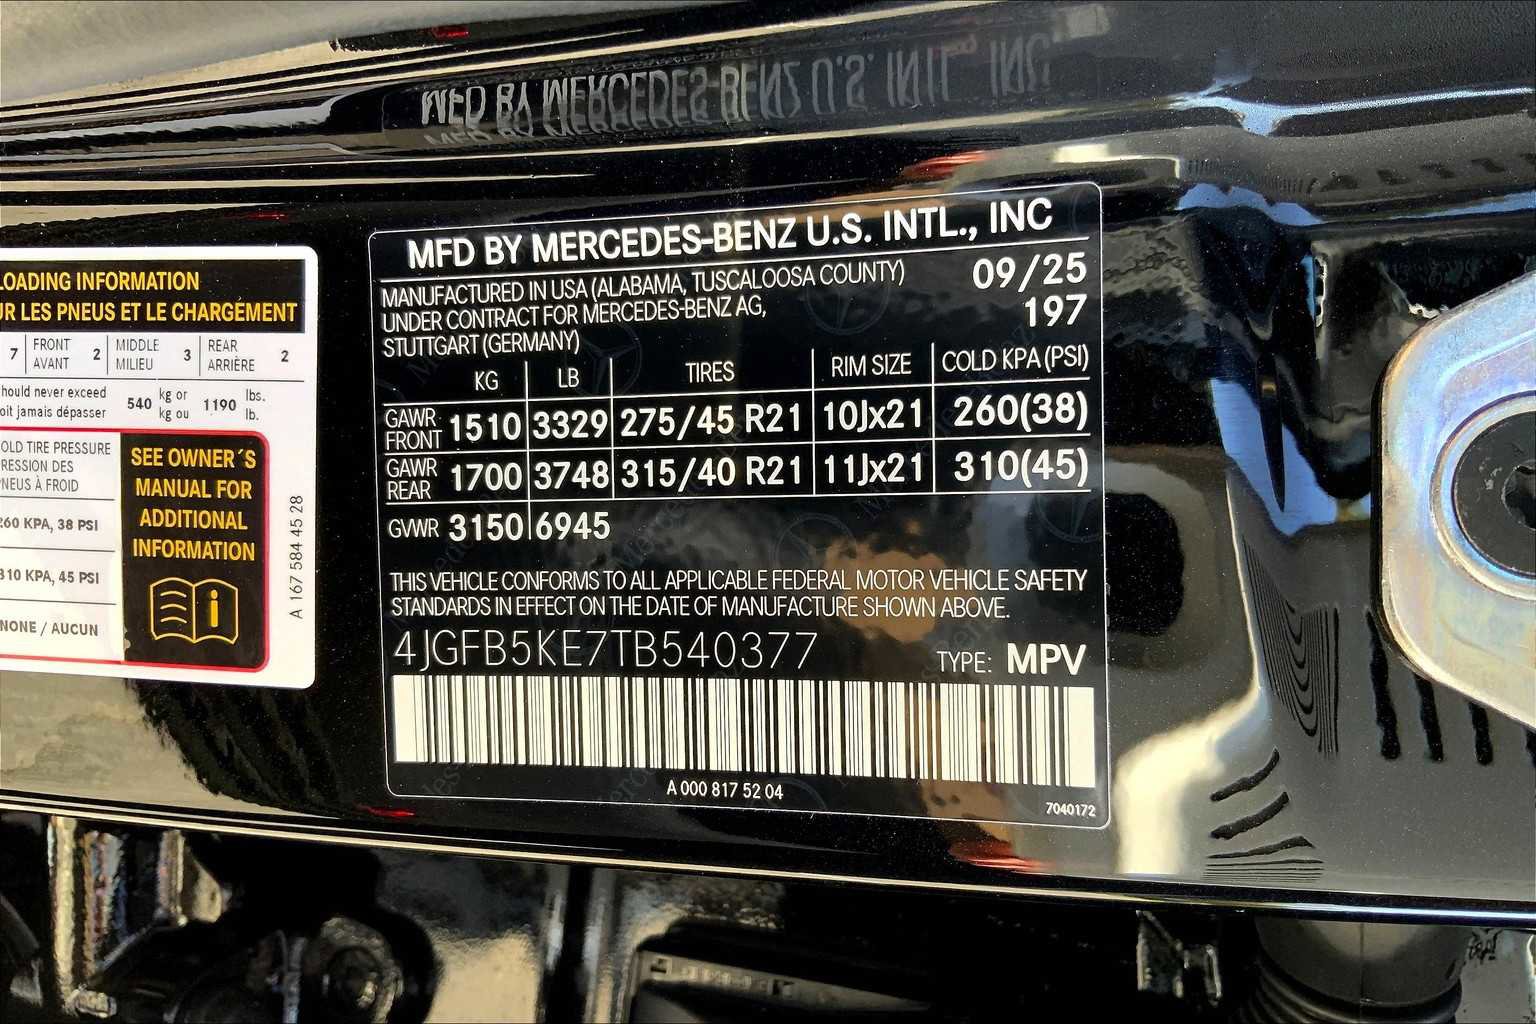 LOADING INFORMATION
UR LES PNEUS ET LE CHARGEMENT
7 FRONT AVANT 2 MIDDLE MILIEU 3 REAR ARRIÈRE 2
hould never exceed
oit jamais dépasser
540 kg or kg ou 1190 lbs. lb.
OLD TIRE PRESSURE
RESSION DES
NEUS À FROID
260 KPA, 38 PSI
310 KPA, 45 PSI
NONE / AUCUN
SEE OWNER´S
MANUAL FOR
ADDITIONAL
INFORMATION
A 167 584 45 28
MFD BY MERCEDES-BENZ U.S. INTL., INC
MANUFACTURED IN USA (ALABAMA, TUSCALOOSA COUNTY) 09/25
UNDER CONTRACT FOR MERCEDES-BENZ AG, 197
STUTTGART (GERMANY)
KG LB TIRES RIM SIZE COLD KPA (PSI)
GAWR FRONT 1510 3329 275/45 R21 10Jx21 260(38)
GAWR REAR 1700 3748 315/40 R21 11Jx21 310(45)
GVWR 3150 6945
THIS VEHICLE CONFORMS TO ALL APPLICABLE FEDERAL MOTOR VEHICLE SAFETY
STANDARDS IN EFFECT ON THE DATE OF MANUFACTURE SHOWN ABOVE.
4JGFB5KE7TB540377 TYPE: MPV
A 000 817 52 04
7040172